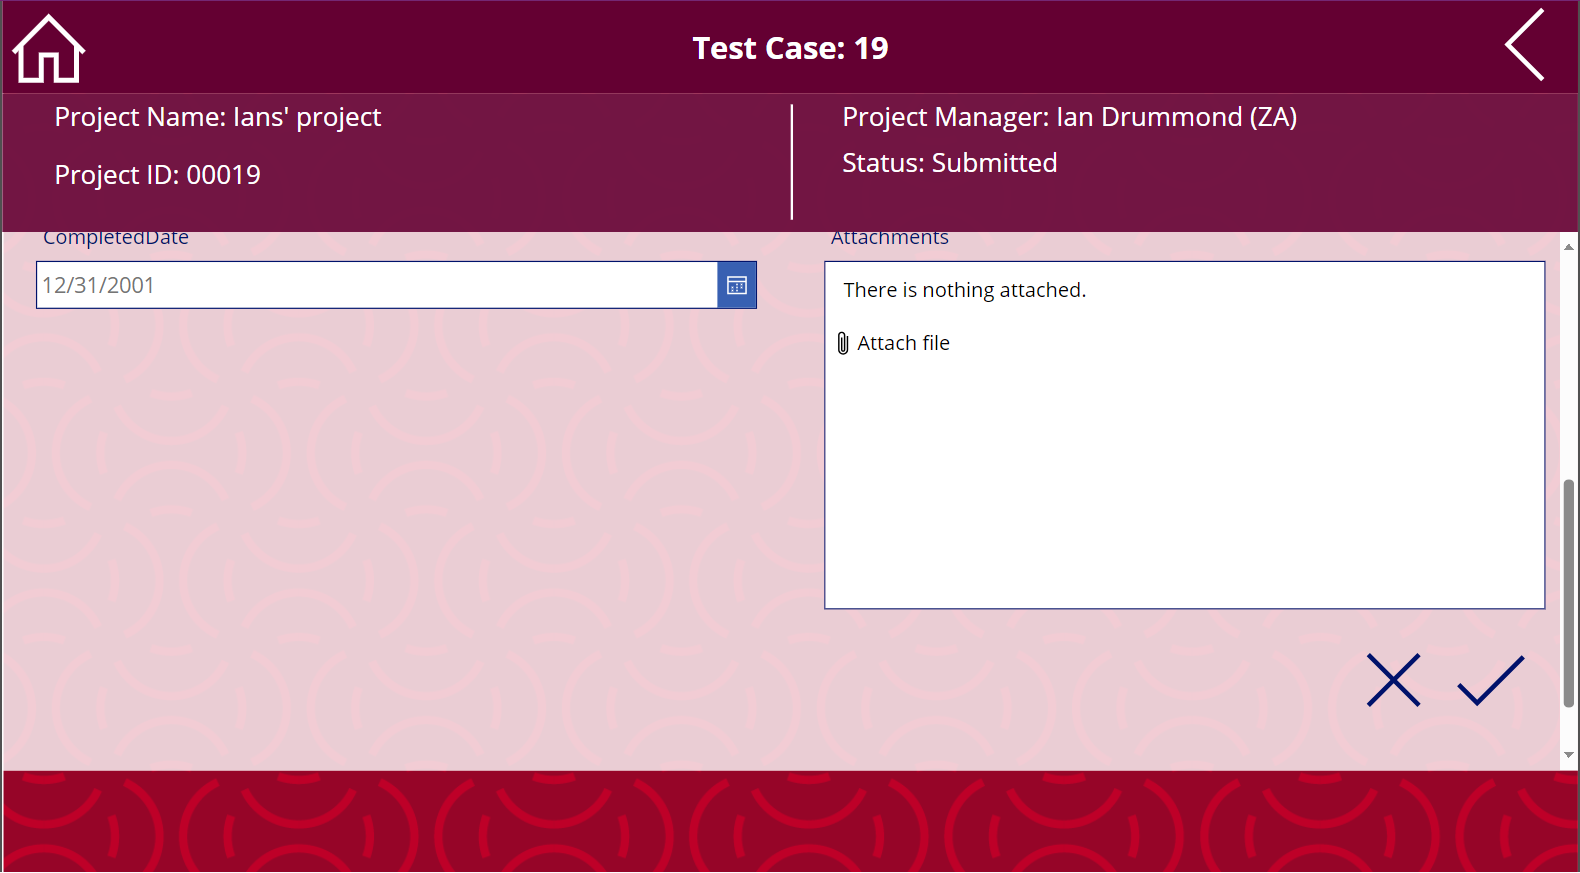 Test Case: 19
Project Name: Ians' project
Project ID: 00019
Project Manager: Ian Drummond (ZA)
Status: Submitted
CompletedDate
12/31/2001
Attachments
There is nothing attached.
Attach file